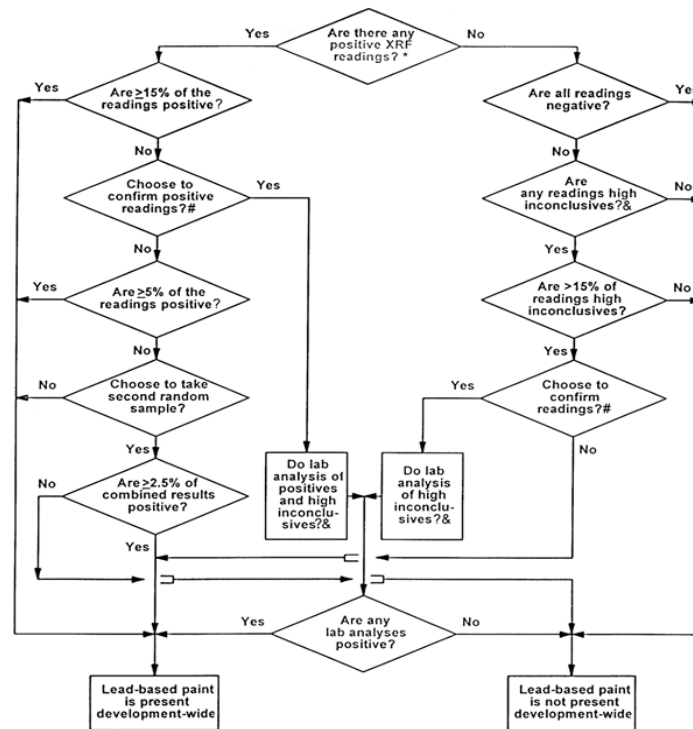 Are there any
positive XRF
readings? *
Yes
No
Are ≥15% of the
readings positive?
Yes
No
Are all readings
negative?
Yes
No
Choose to
confirm positive
readings?#
Yes
No
Are
any readings high
inconclusives?&
No
Yes
Are ≥5% of the
readings positive?
Yes
No
Are >15% of
readings high
inconclusives?
No
Yes
Choose to take
second random
sample?
No
Yes
Choose to
confirm
readings?#
Yes
No
Are ≥2.5% of
combined results
positive?
No
Yes
Do lab
analysis of
positives
and high
inconclu-
sives?&
Do lab
analysis
of high
inconclu-
sives?&
Are any
lab analyses
positive?
Yes
No
Lead-based paint
is present
development-wide
Lead-based paint
is not present
development-wide